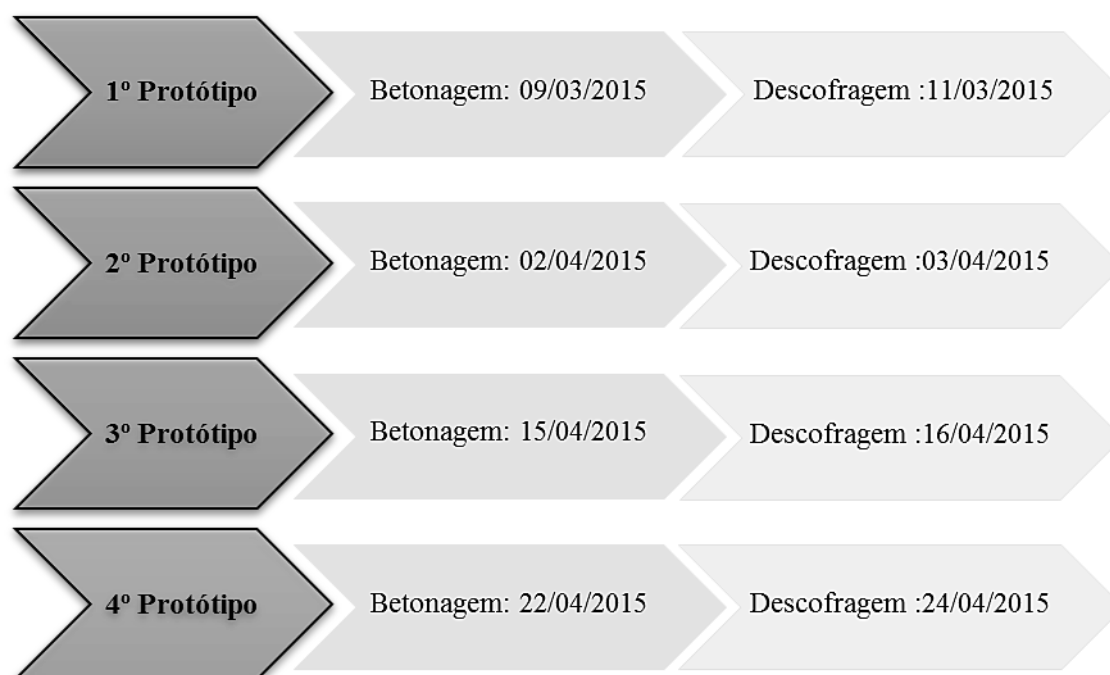 1º Protótipo
Betonagem: 09/03/2015
Descofragem :11/03/2015
2º Protótipo
Betonagem: 02/04/2015
Descofragem :03/04/2015
3º Protótipo
Betonagem: 15/04/2015
Descofragem :16/04/2015
4º Protótipo
Betonagem: 22/04/2015
Descofragem :24/04/2015